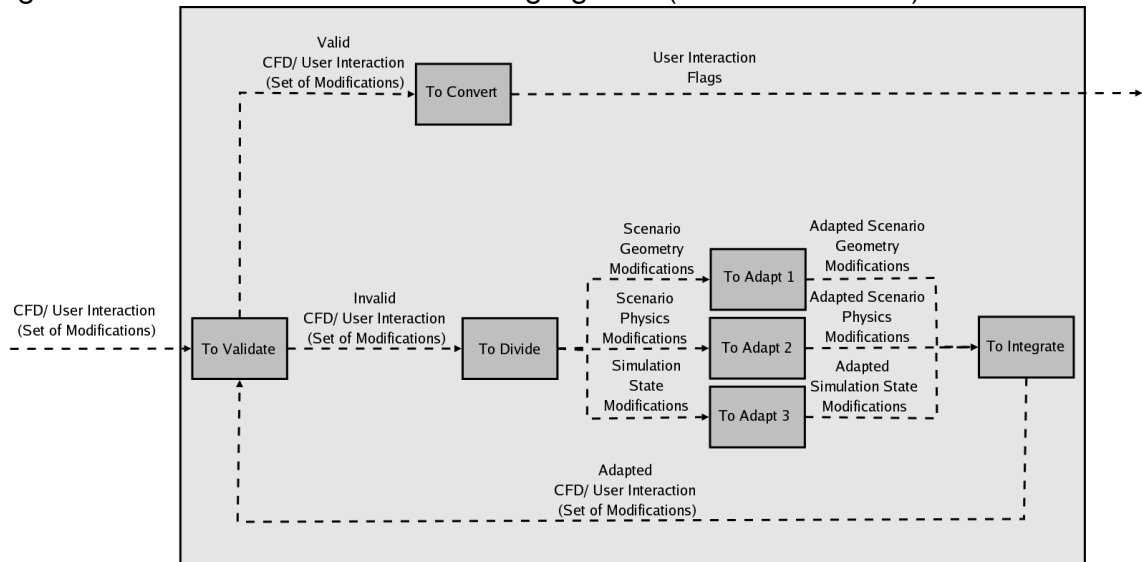 Valid
CFD/ User Interaction
(Set of Modifications)
To Convert
User Interaction
Flags
CFD/ User Interaction
(Set of Modifications)
To Validate
Invalid
CFD/ User Interaction
(Set of Modifications)
To Divide
Scenario
Geometry
Modifications
To Adapt 1
Adapted Scenario
Geometry
Modifications
Scenario
Physics
Modifications
To Adapt 2
Adapted Scenario
Physics
Modifications
Simulation
State
Modifications
To Adapt 3
Adapted
Simulation State
Modifications
To Integrate
Adapted
CFD/ User Interaction
(Set of Modifications)